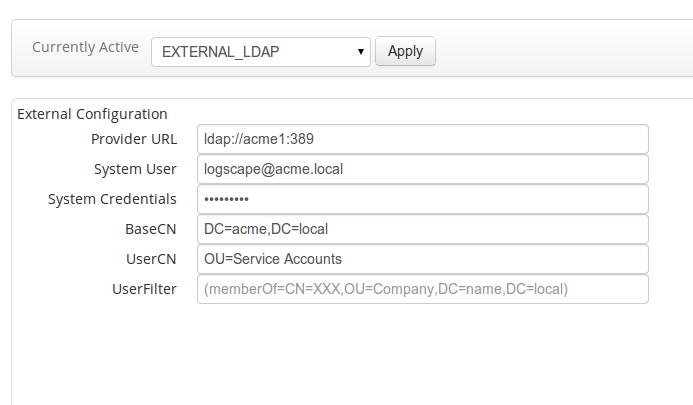 Currently Active EXTERNAL_LDAP Apply
External Configuration
Provider URL ldap://acme1:389
System User logscape@acme.local
System Credentials •••••••••
BaseCN DC=acme,DC=local
UserCN OU=Service Accounts
UserFilter (memberOf=CN=XXX,OU=Company,DC=name,DC=local)